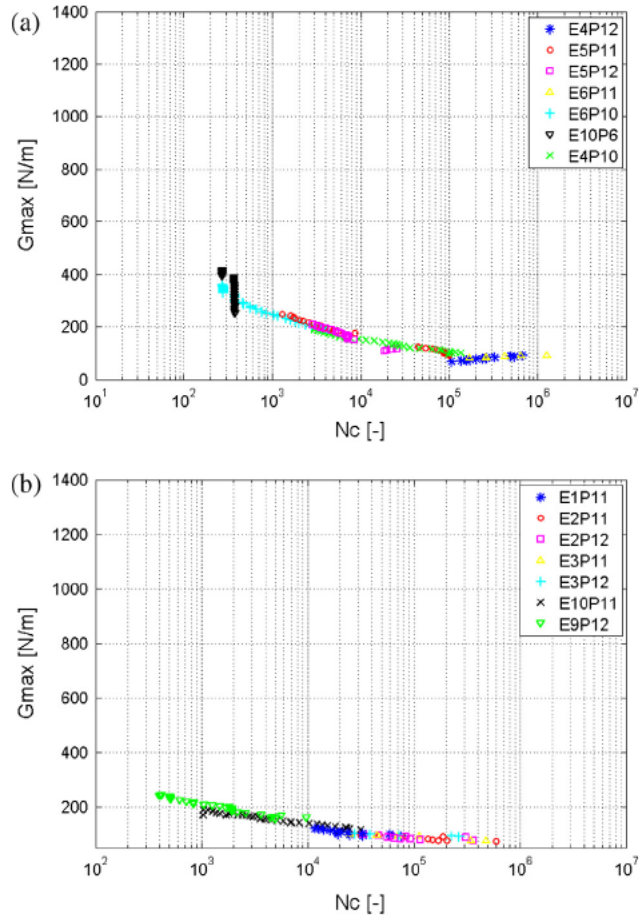 (a)
1400
1200
1000
800
600
400
200
0
Gmax [N/m]
E4P12
E5P11
E5P12
E6P11
E6P10
E10P6
E4P10
10^1 10^2 10^3 10^4 10^5 10^6 10^7
Nc [-]
(b)
1400
1200
1000
800
600
400
200
Gmax [N/m]
E1P11
E2P11
E2P12
E3P11
E3P12
E10P11
E9P12
10^2 10^3 10^4 10^5 10^6 10^7
Nc [-]